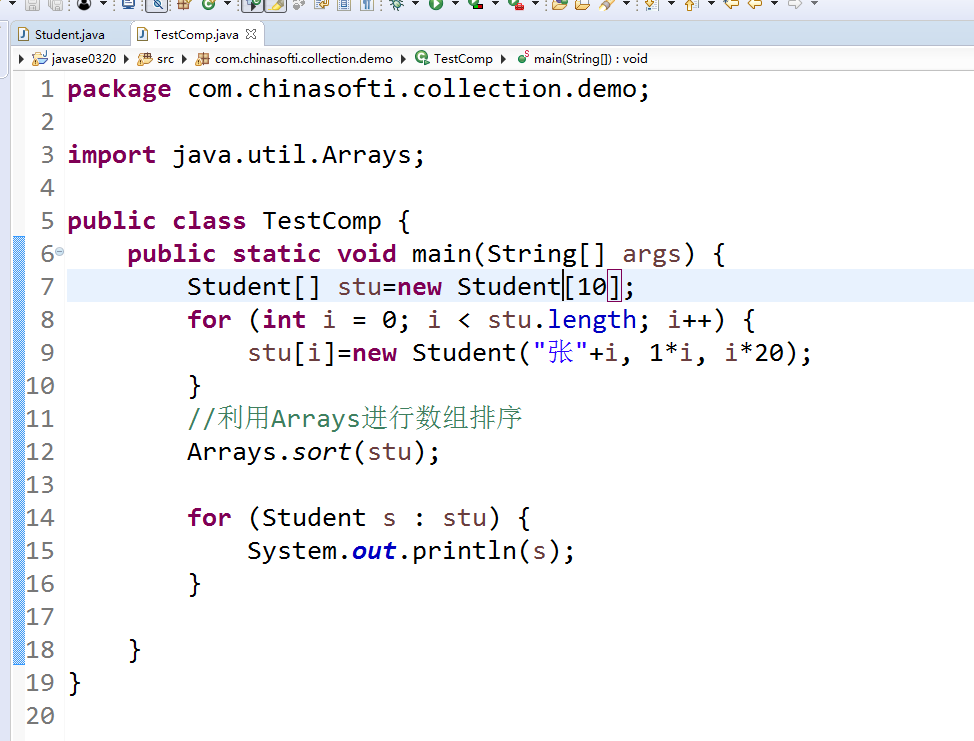 Student.java TestComp.java
javase0320 src com.chinasofti.collection.demo TestComp main(String[]) : void
1 package com.chinasofti.collection.demo;
2
3 import java.util.Arrays;
4
5 public class TestComp {
6 public static void main(String[] args) {
7 Student[] stu=new Student[10];
8 for (int i = 0; i < stu.length; i++) {
9 stu[i]=new Student("张"+i, 1*i, i*20);
10 }
11 //利用Arrays进行数组排序
12 Arrays.sort(stu);
13
14 for (Student s : stu) {
15 System.out.println(s);
16 }
17
18 }
19 }
20